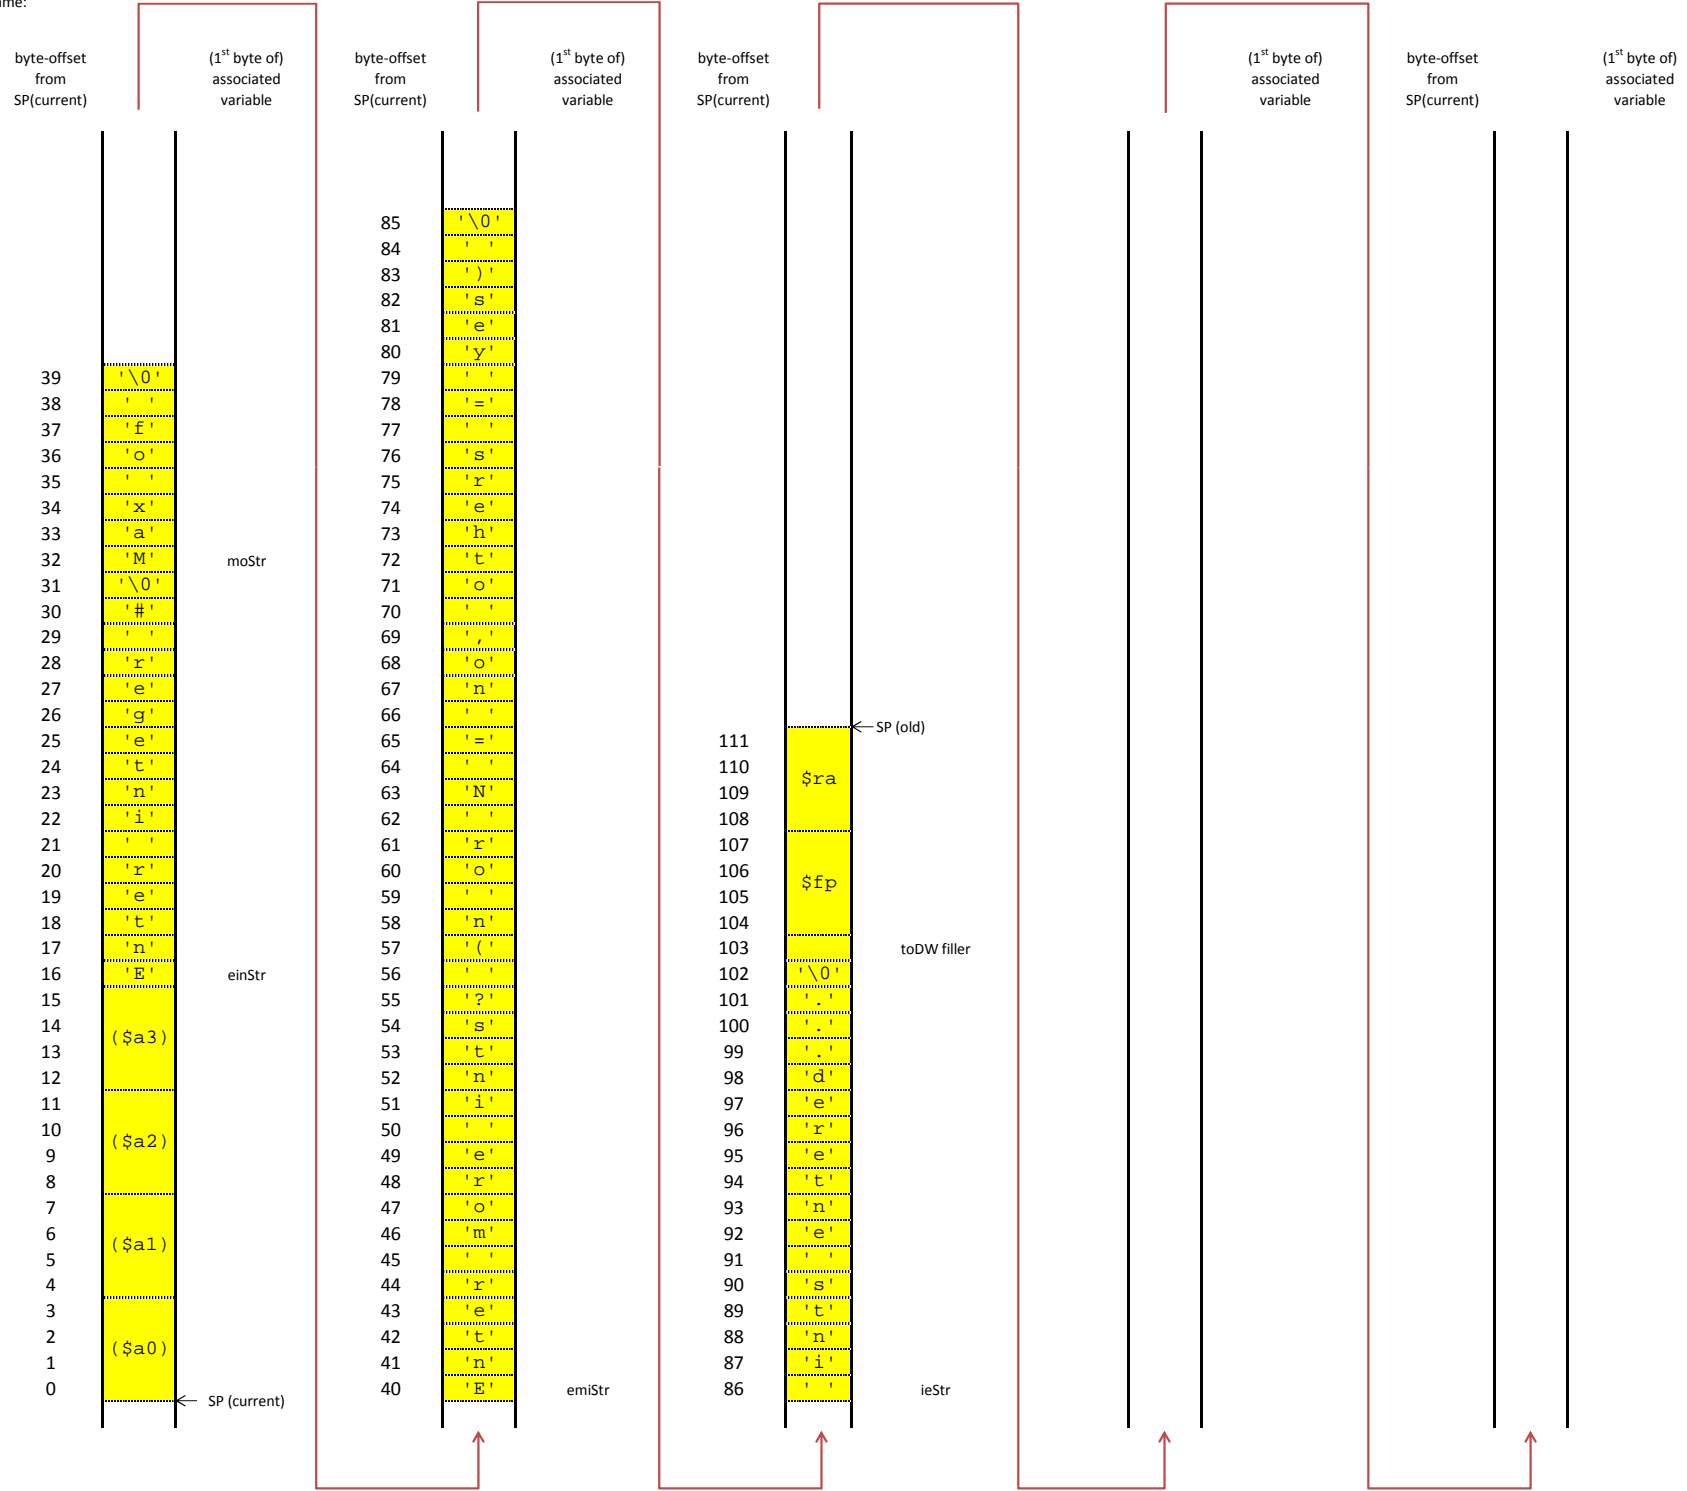 ame:
byte-offset (1st byte of) byte-offset (1st byte of) byte-offset (1st byte of) byte-offset (1st byte of)
from associated from associated from associated from associated
SP(current) variable SP(current) variable SP(current) variable SP(current) variable
85 '\0'
84 ' '
83 ')'
82 's'
81 'e'
80 'y'
39 '\0' 79 ' '
38 ' ' 78 '='
37 'f' 77 ' '
36 'o' 76 's'
35 ' ' 75 'r'
34 'x' 74 'e'
33 'a' 73 'h'
32 'M' moStr 72 't'
31 '\0' 71 'o'
30 '#' 70 ' '
29 ' ' 69 ','
28 'r' 68 'o'
27 'e' 67 'n'
26 'g' 66 ' ' SP (old)
25 'e' 65 '=' 111
24 't' 64 ' ' 110 $ra
23 'n' 63 'N' 109
22 'i' 62 ' ' 108
21 ' ' 61 'r' 107
20 'r' 60 'o' 106 $fp
19 'e' 59 ' ' 105
18 't' 58 'n' 104
17 'n' 57 '(' 103 toDW filler
16 'E' einStr 56 ' ' 102 '\0'
15 55 '?' 101 '.'
14 ($a3) 54 's' 100 '.'
13 53 't' 99 '.'
12 52 'n' 98 'd'
11 51 'i' 97 'e'
10 ($a2) 50 ' ' 96 'r'
9 49 'e' 95 'e'
8 48 'r' 94 't'
7 47 'o' 93 'n'
6 ($a1) 46 'm' 92 'e'
5 45 ' ' 91 ' '
4 44 'r' 90 's'
3 43 'e' 89 't'
2 ($a0) 42 't' 88 'n'
1 41 'n' 87 'i'
0 40 'E' emiStr 86 ' ' ieStr
SP (current)